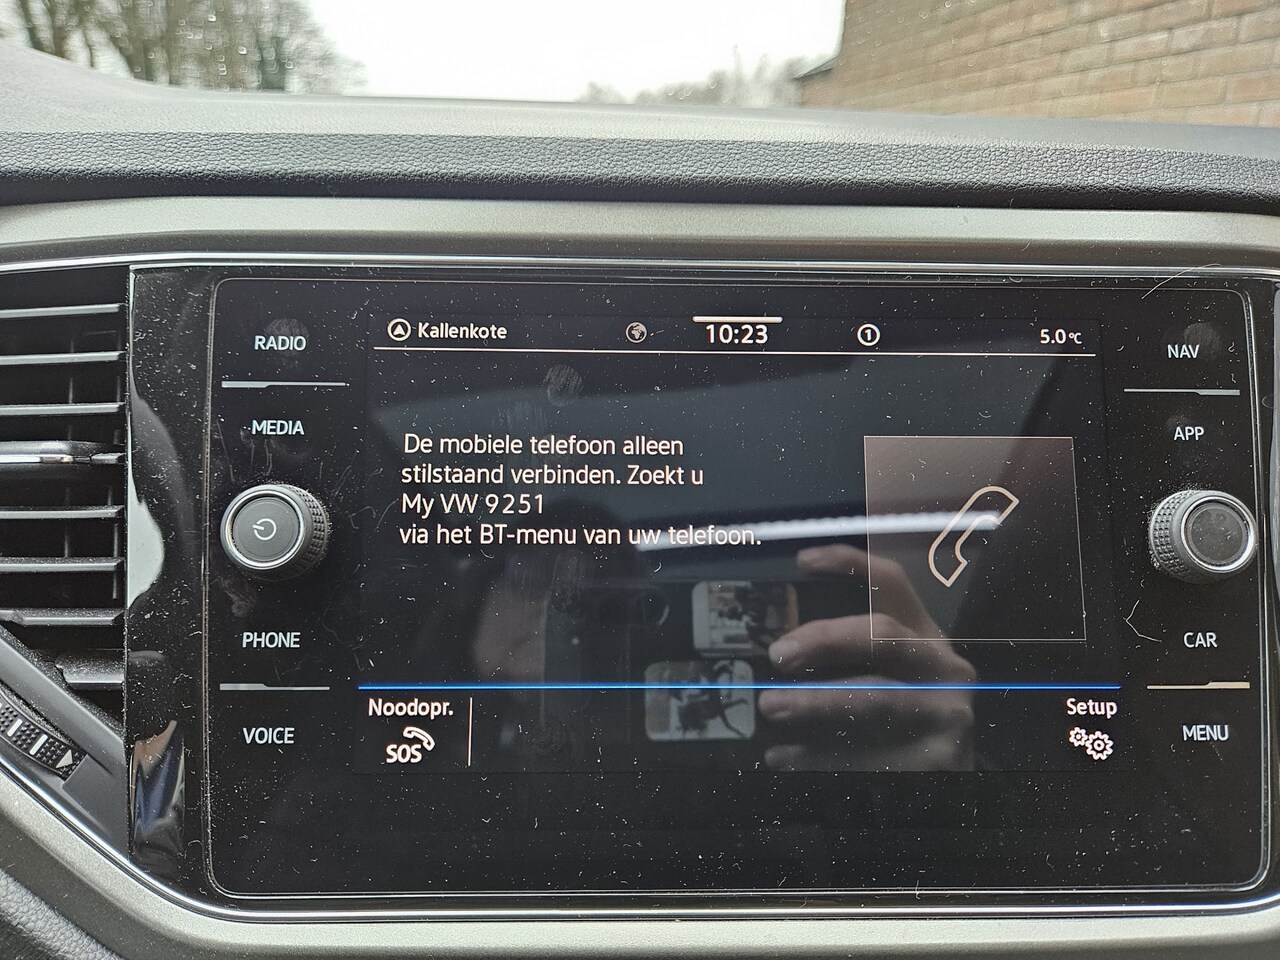 RADIO
MEDIA
PHONE
VOICE
Kallenkote
10:23
1
5.0°C
De mobiele telefoon alleen
stilstaand verbinden. Zoekt u
My VW 9251
via het BT-menu van uw telefoon.
Noodopr.
SOS
Setup
NAV
APP
CAR
MENU